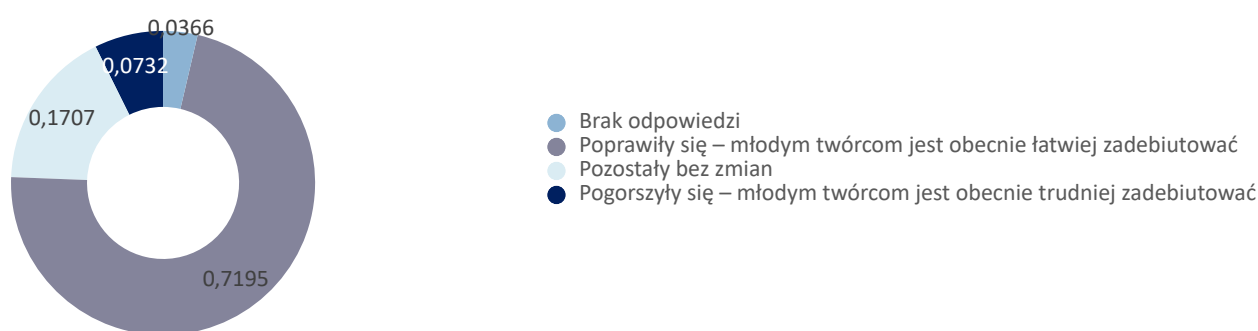 0,0366
0,0732
0,1707
0,7195
Brak odpowiedzi
Poprawiły się – młodym twórcom jest obecnie łatwiej zadebiutować
Pozostały bez zmian
Pogorszyły się – młodym twórcom jest obecnie trudniej zadebiutować